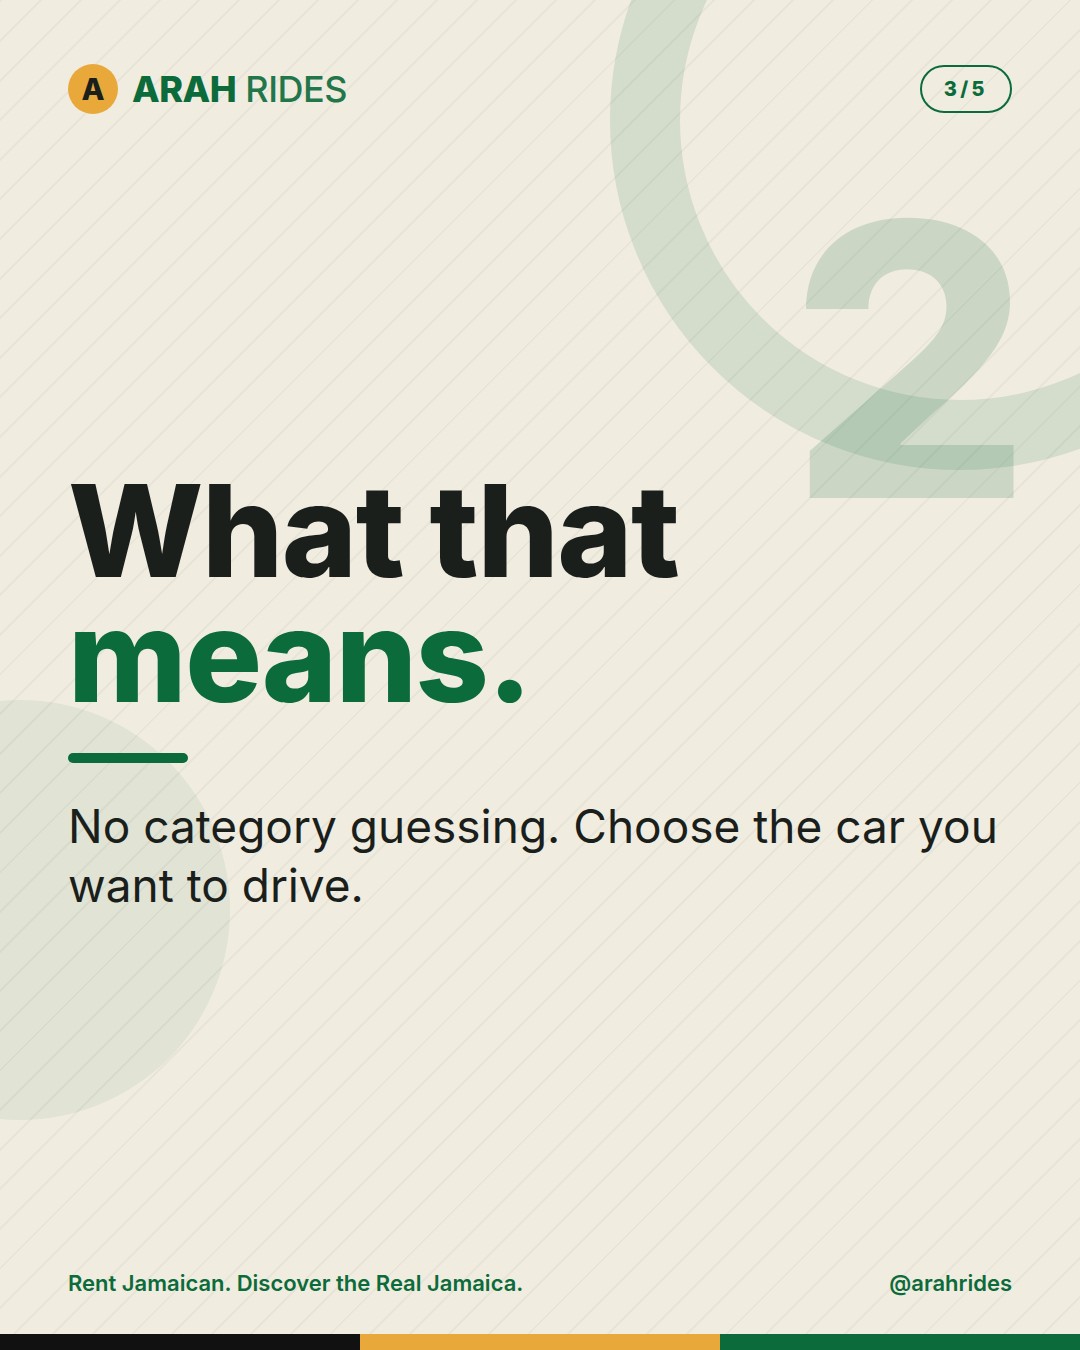 A ARAH RIDES
3/5
2
What that
means.
No category guessing. Choose the car you
want to drive.
Rent Jamaican. Discover the Real Jamaica.
@arahrides